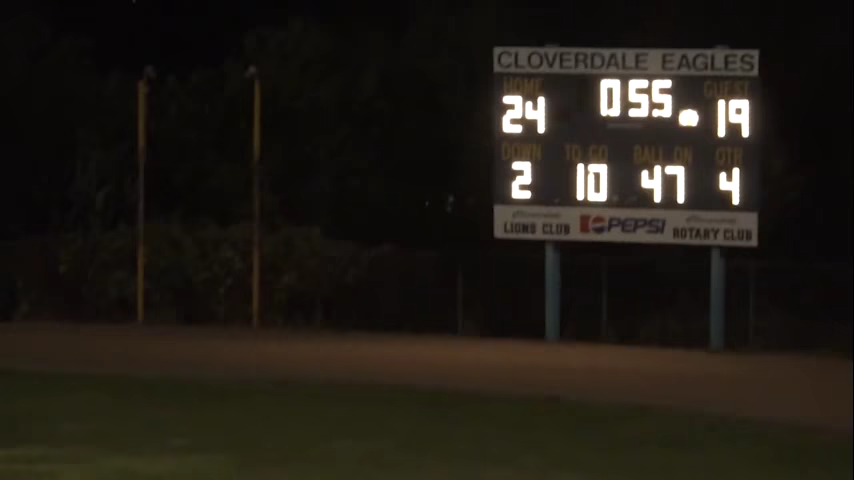 CLOVERDALE EAGLES
HOME GUEST
24 0 55 19
DOWN TO GO BALL ON QTR
2 10 47 4
LIONS CLUB PEPSI ROTARY CLUB